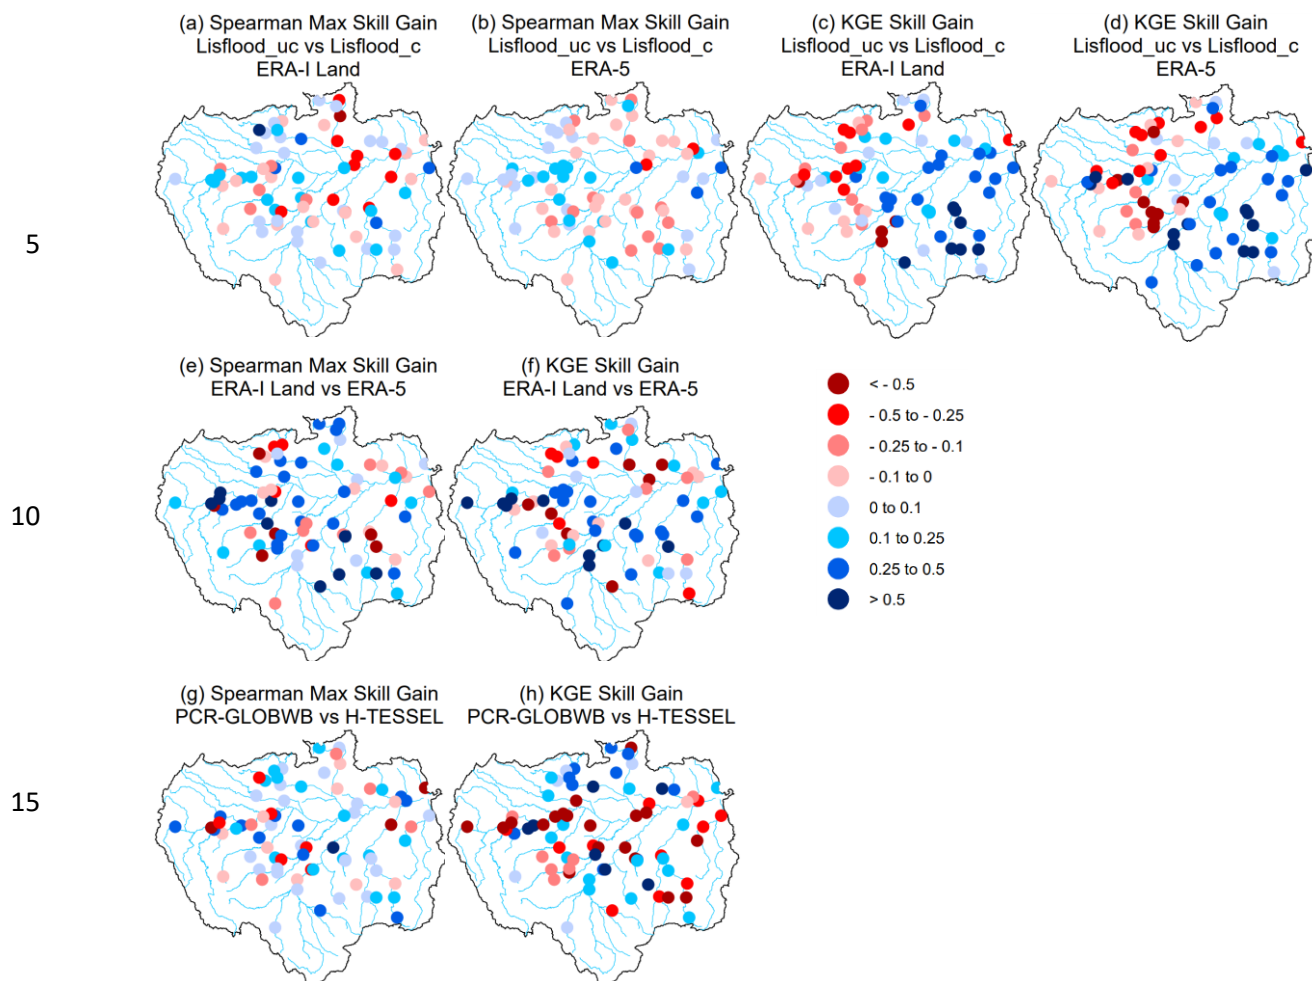 (a) Spearman Max Skill Gain
Lisflood_uc vs Lisflood_c
ERA-I Land
(b) Spearman Max Skill Gain
Lisflood_uc vs Lisflood_c
ERA-5
(c) KGE Skill Gain
Lisflood_uc vs Lisflood_c
ERA-I Land
(d) KGE Skill Gain
Lisflood_uc vs Lisflood_c
ERA-5
5
(e) Spearman Max Skill Gain
ERA-I Land vs ERA-5
(f) KGE Skill Gain
ERA-I Land vs ERA-5
< - 0.5
- 0.5 to - 0.25
- 0.25 to - 0.1
- 0.1 to 0
0 to 0.1
0.1 to 0.25
0.25 to 0.5
> 0.5
10
(g) Spearman Max Skill Gain
PCR-GLOBWB vs H-TESSEL
(h) KGE Skill Gain
PCR-GLOBWB vs H-TESSEL
15